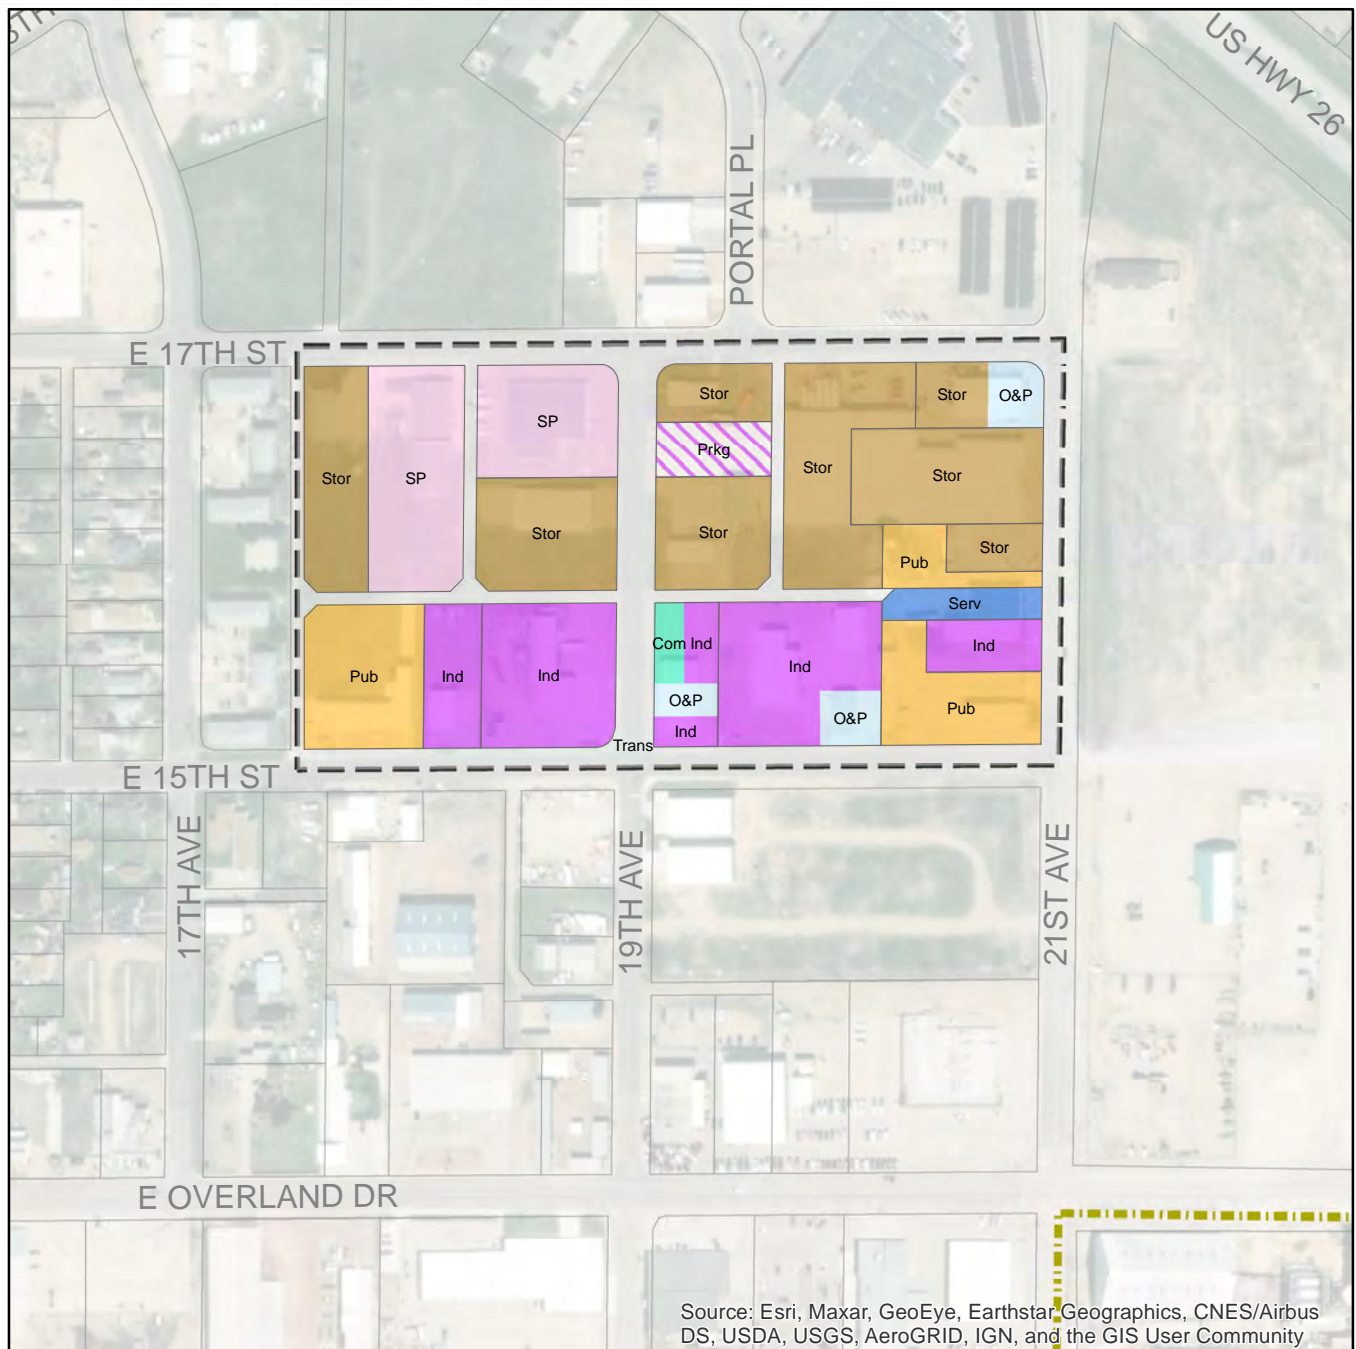 8TH
US HWY 26
PORTAL PL
E 17TH ST
Stor
SP
SP
Stor
Stor
Prkg
Stor
Stor
Stor
O&P
Stor
Pub
Stor
Serv
Pub
Ind
Ind
Com Ind
O&P
Ind
Ind
O&P
Ind
Pub
Trans
E 15TH ST
17TH AVE
19TH AVE
21ST AVE
E OVERLAND DR
Source: Esri, Maxar, GeoEye, Earthstar Geographics, CNES/Airbus
DS, USDA, USGS, AeroGRID, IGN, and the GIS User Community